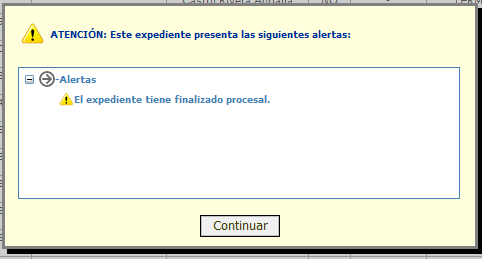 ATENCIÓN: Este expediente presenta las siguientes alertas:
-Alertas
El expediente tiene finalizado procesal.
Continuar